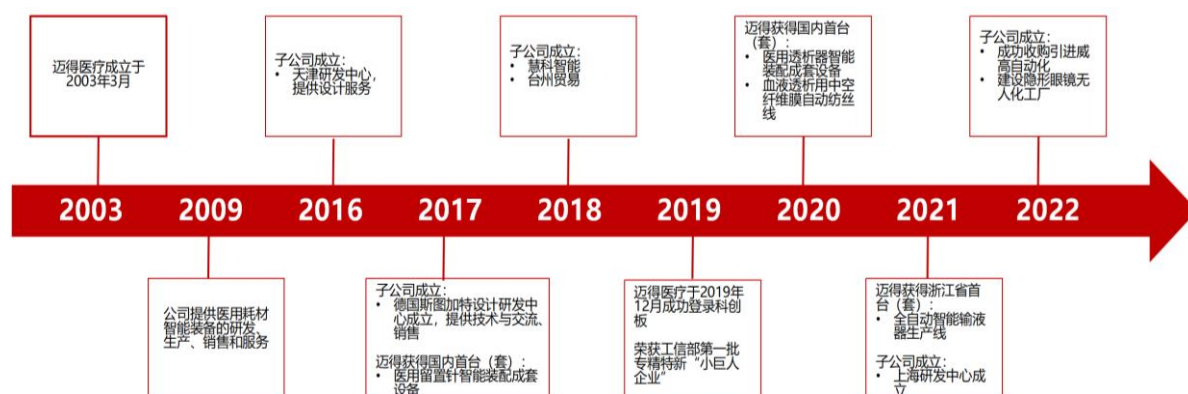 迈得医疗成立于
2003年3月
子公司成立：
• 天津研发中心，
提供设计服务
子公司成立：
• 慧科智能
• 台州贸易
迈得获得国内首台
（套）：
• 医用透析器智能
装配成套设备
• 血液透析用中空
纤维膜自动纺丝
线
子公司成立：
• 成功收购引进威
高自动化
• 建设隐形眼镜无
人化工厂
2003 2009 2016 2017 2018 2019 2020 2021 2022
公司提供医用耗材
智能装备的研发、
生产、销售和服务
子公司成立：
• 德国斯图加特设计研发中
心成立，提供技术与交流、
销售
迈得获得国内首台（套）：
• 医用留置针智能装配成套
设备
迈得医疗于2019年
12月成功登录科创
板
荣获工信部第一批
专精特新“小巨人
企业”
迈得获得浙江省首
台（套）：
• 全自动智能输液
器生产线
子公司成立：
• 上海研发中心成
立